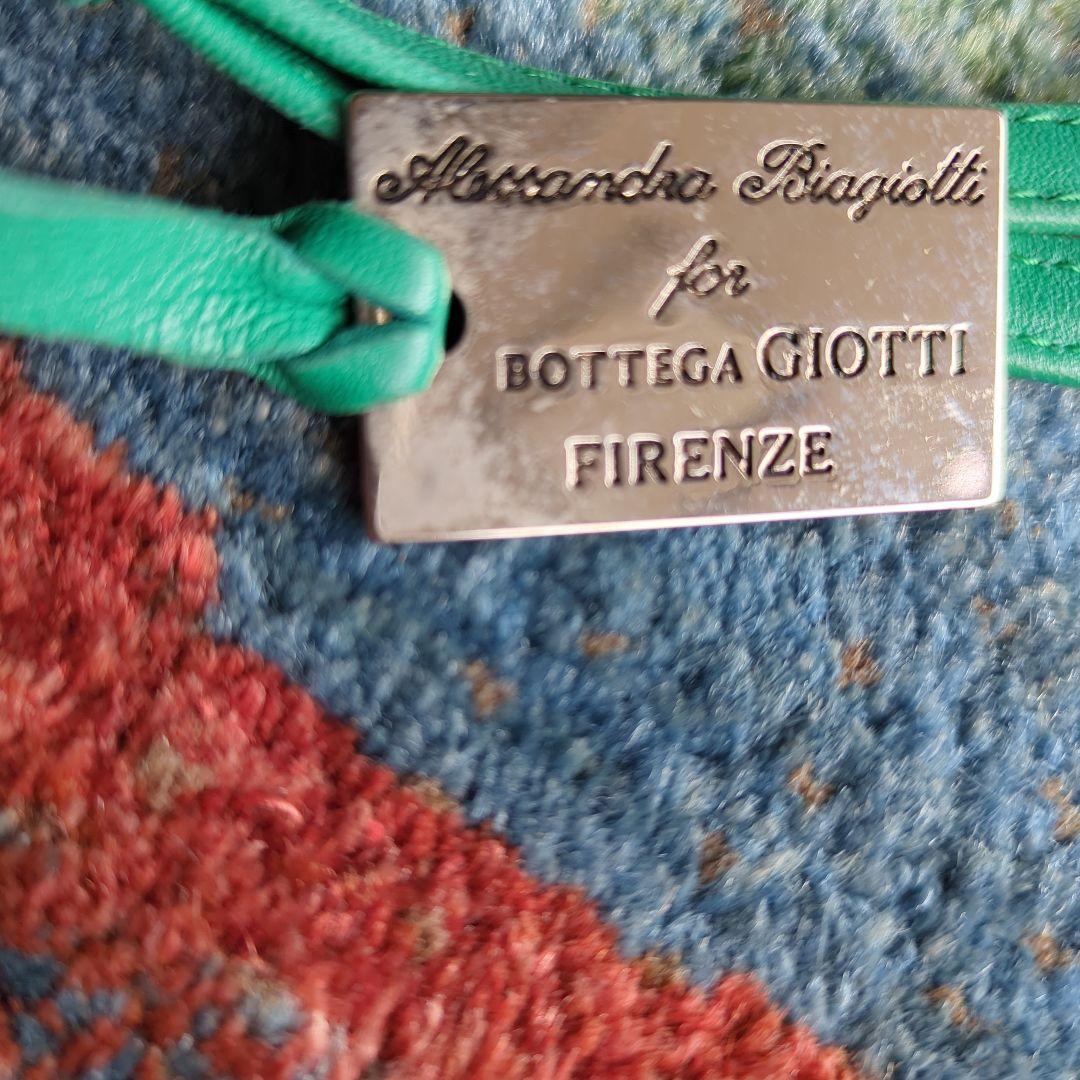 Alessandra Biagiotti
for
BOTTEGA GIOTTI
FIRENZE